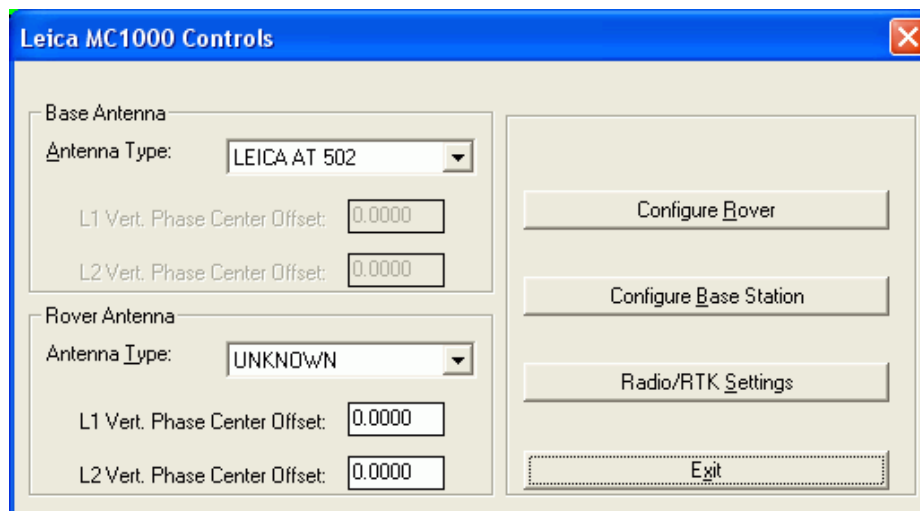 Leica MC1000 Controls
Base Antenna
Antenna Type:
LEICA AT 502
L1 Vert. Phase Center Offset:
0.0000
L2 Vert. Phase Center Offset:
0.0000
Rover Antenna
Antenna Type:
UNKNOWN
L1 Vert. Phase Center Offset:
0.0000
L2 Vert. Phase Center Offset:
0.0000
Configure Rover
Configure Base Station
Radio/RTK Settings
Exit